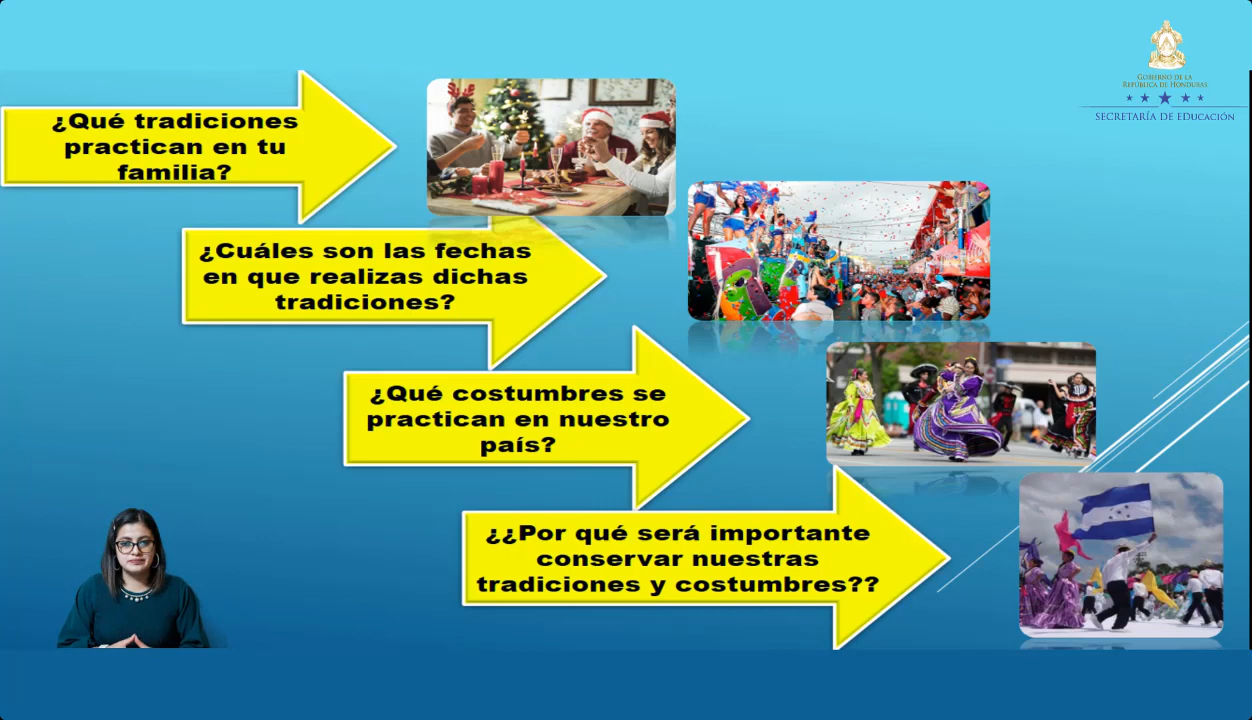 GOBIERNO DE LA
REPÚBLICA DE HONDURAS
SECRETARÍA DE EDUCACIÓN
¿Qué tradiciones
practican en tu
familia?
¿Cuáles son las fechas
en que realizas dichas
tradiciones?
¿Qué costumbres se
practican en nuestro
país?
¿¿Por qué será importante
conservar nuestras
tradiciones y costumbres??